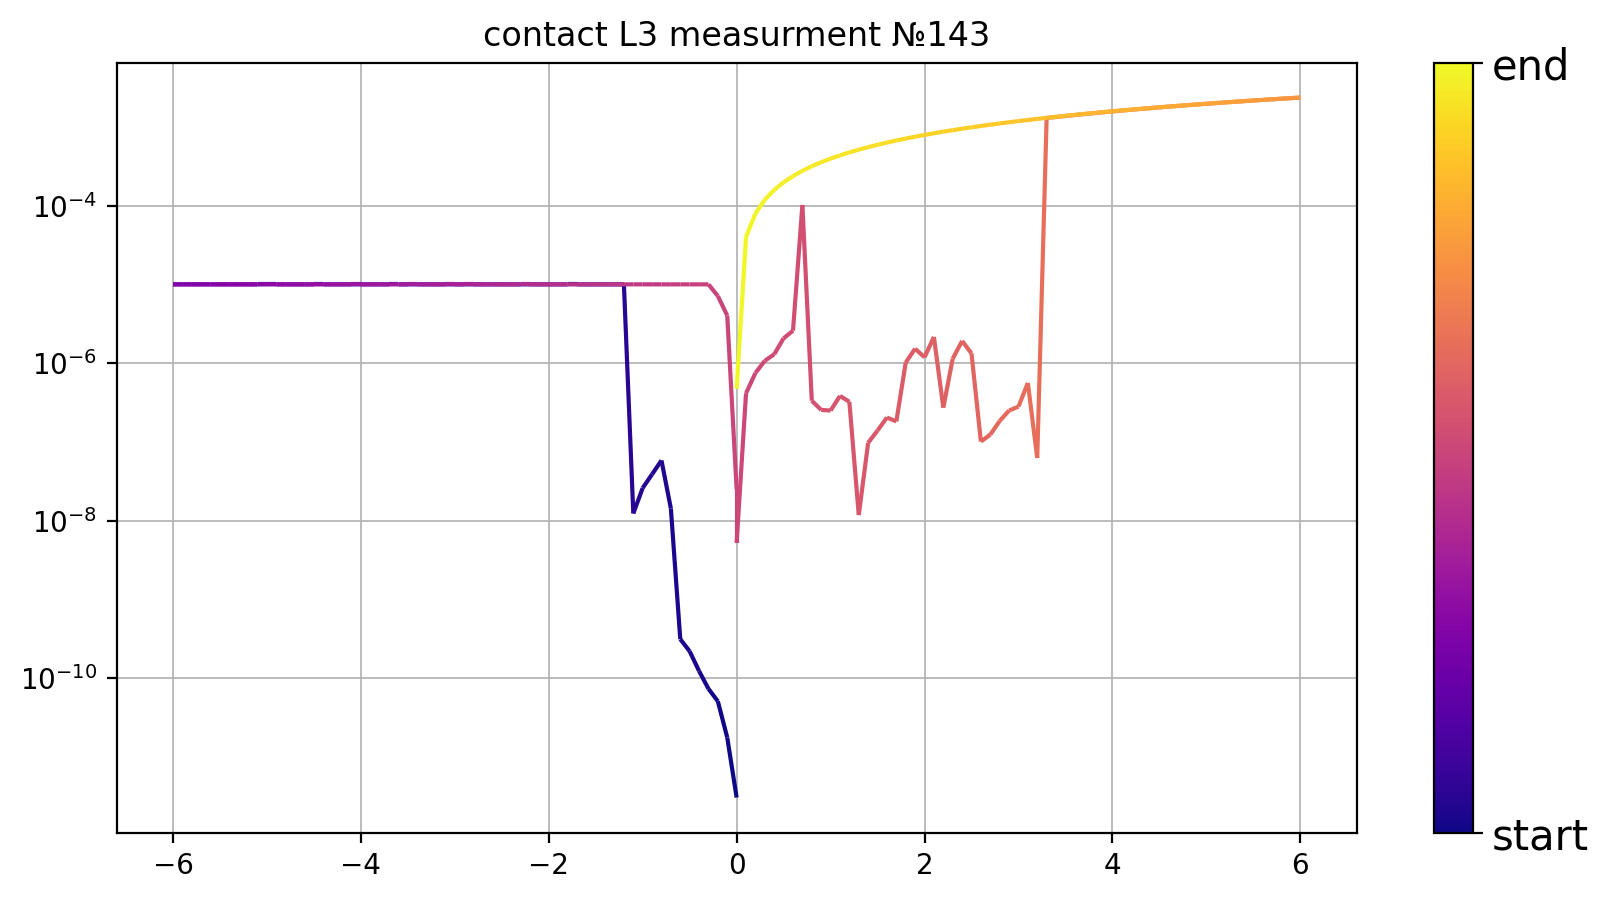 contact L3 measurment №143
end
10⁻⁴
10⁻⁶
10⁻⁸
10⁻¹⁰
−6 −4 −2 0 2 4 6
start